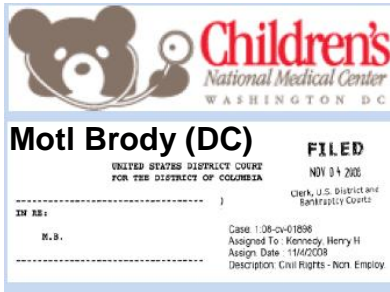 Children's
National Medical Center
WASHINGTON DC
Motl Brody (DC)
UNITED STATES DISTRICT COURT
FOR THE DISTRICT OF COLUMBIA
FILED
NOV 04 2008
Clerk, U.S. District and
Bankruptcy Courts
---------------------------------- )
IN RE:
M.B.
----------------------------------
Case: 1:08-cv-01898
Assigned To : Kennedy, Henry H
Assign. Date : 11/4/2008
Description: Civil Rights - Non. Employ.